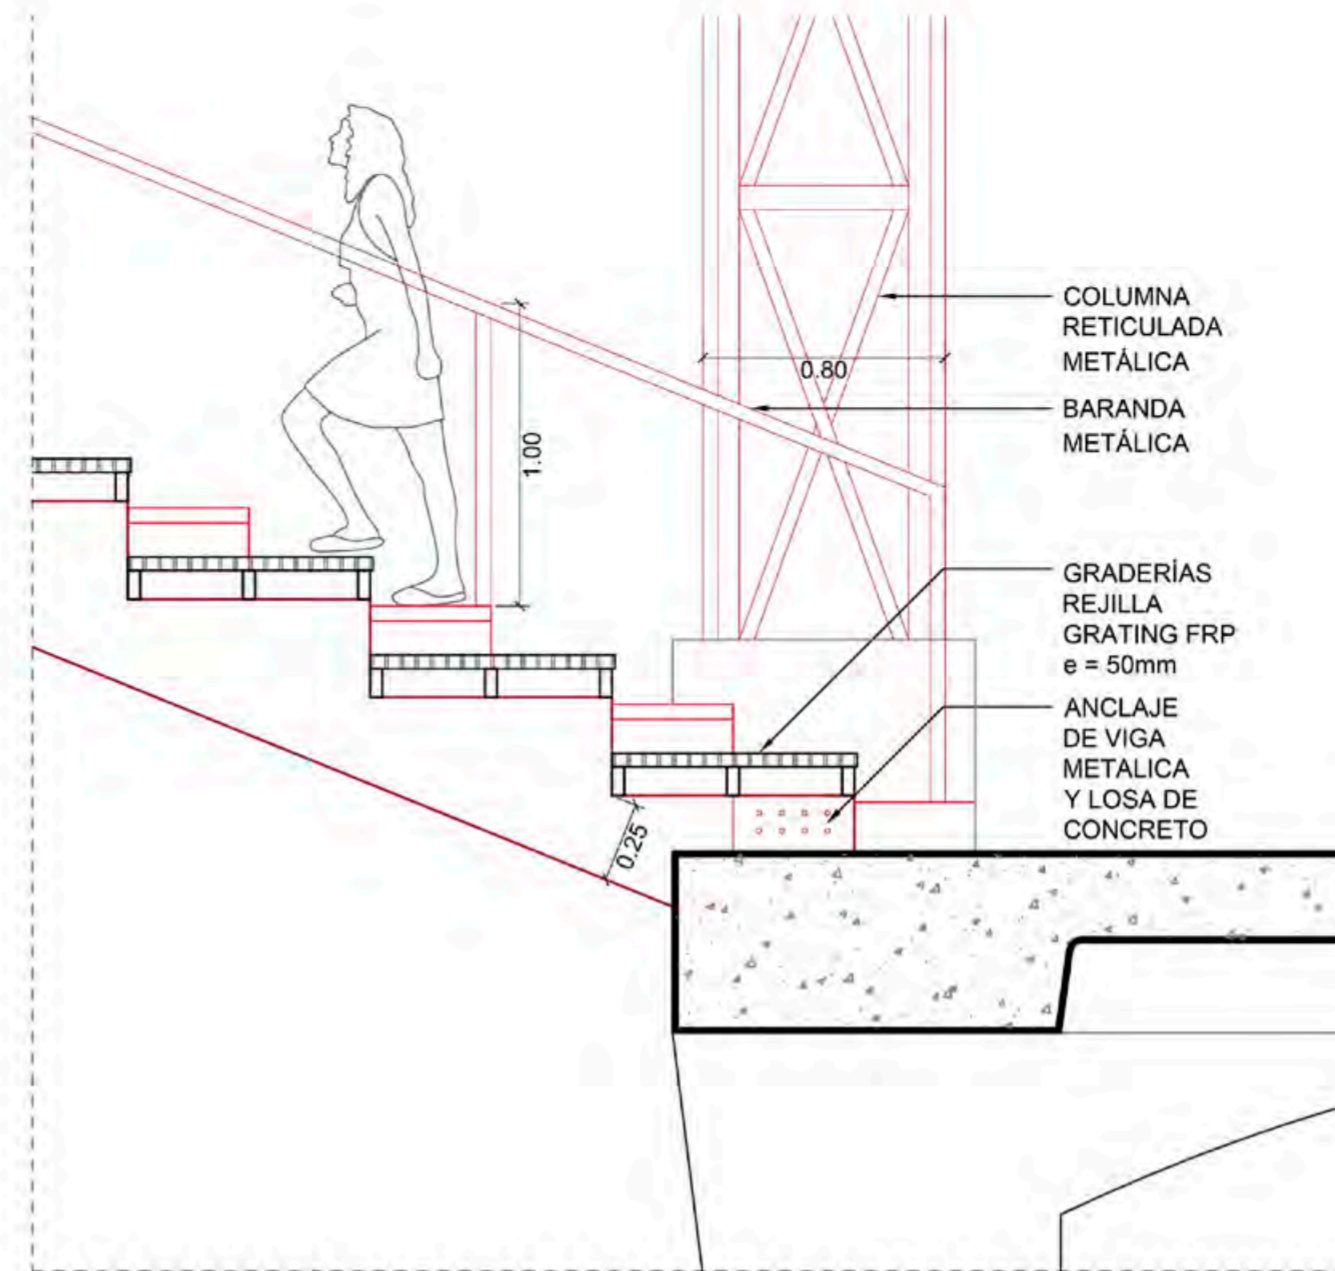 COLUMNA
RETICULADA
METÁLICA
0.80
BARANDA
METÁLICA
1.00
GRADERÍAS
REJILLA
GRATING FRP
e = 50mm
ANCLAJE
DE VIGA
METALICA
Y LOSA DE
CONCRETO
0.25